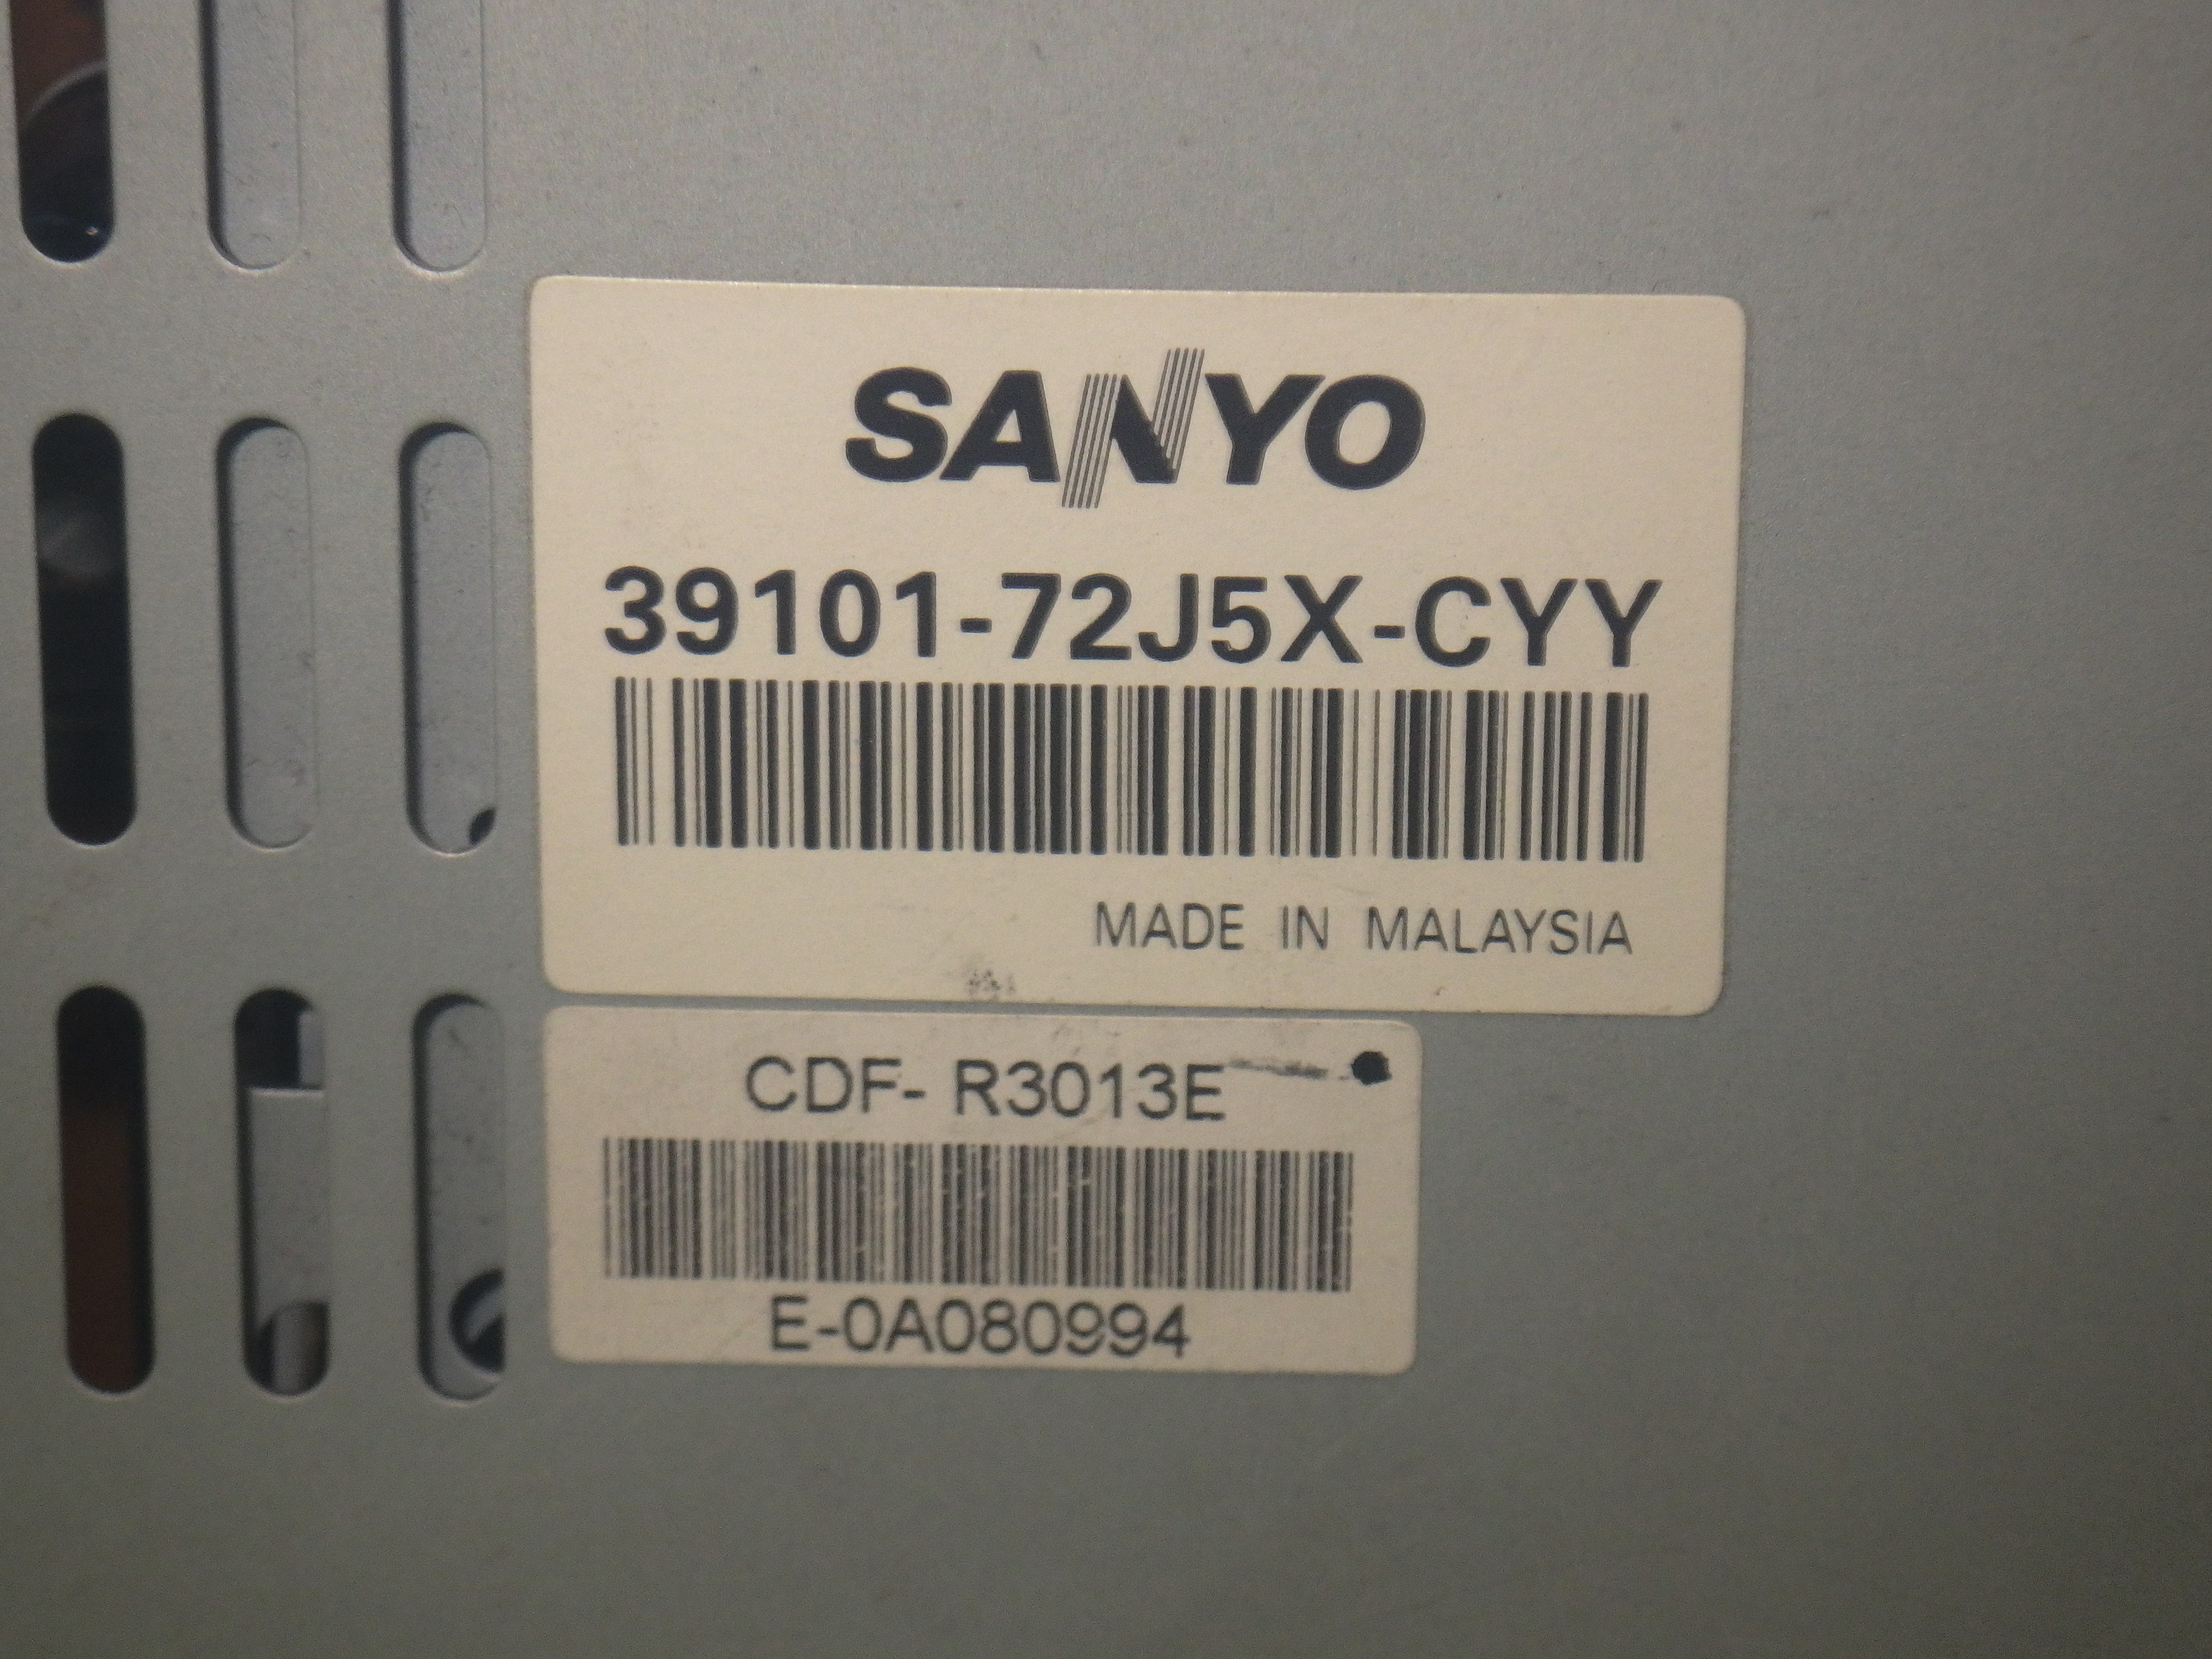 SANYO
39101-72J5X-CYY
MADE IN MALAYSIA
CDF- R3013E
E-0A080994